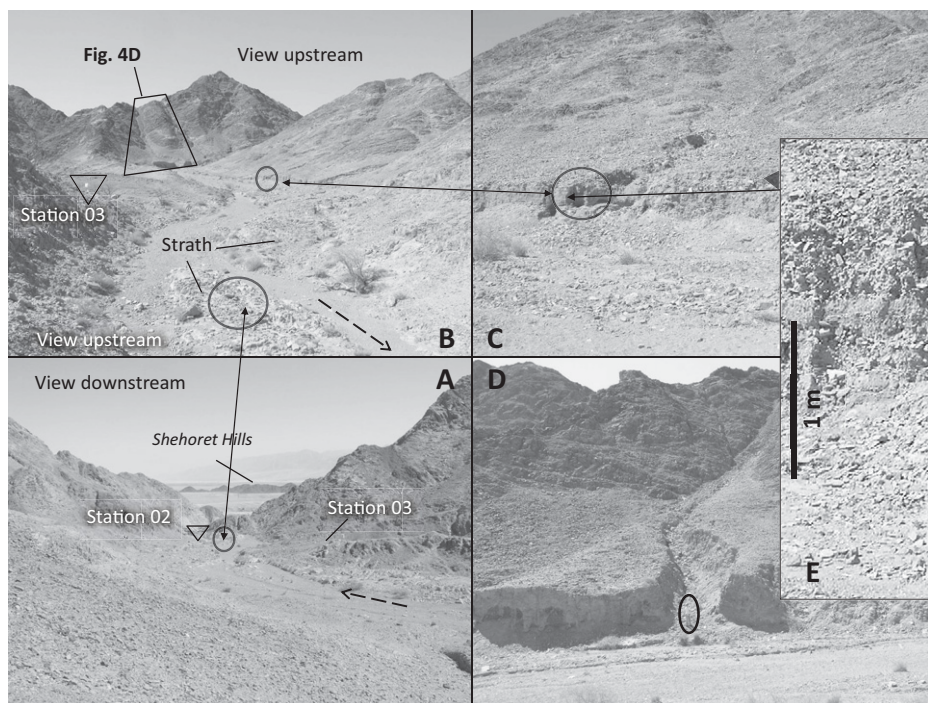 Fig. 4D
View upstream
Station 03
Strath
View upstream
B
C
View downstream
A
D
Shehoret Hills
Station 02
Station 03
1 m
E